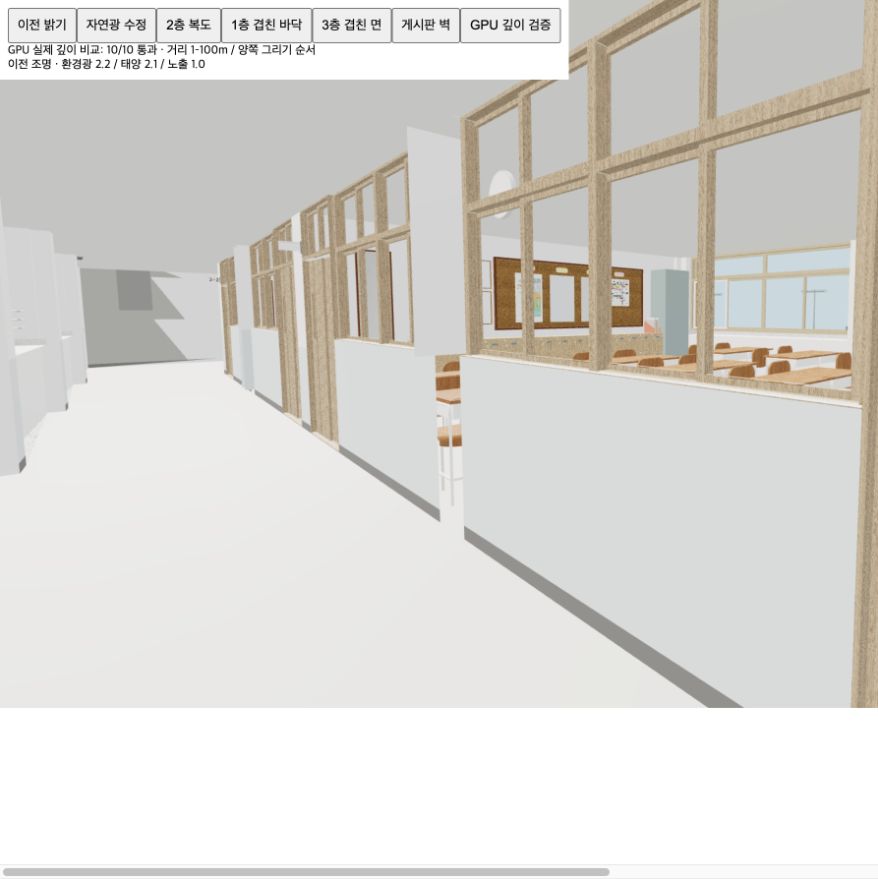 이전 밝기 자연광 수정 2층 복도 1층 겹친 바닥 3층 겹친 면 게시판 벽 GPU 깊이 검증
GPU 실제 깊이 비교: 10/10 통과 · 거리 1-100m / 양쪽 그리기 순서
이전 조명 · 환경광 2.2 / 태양 2.1 / 노출 1.0